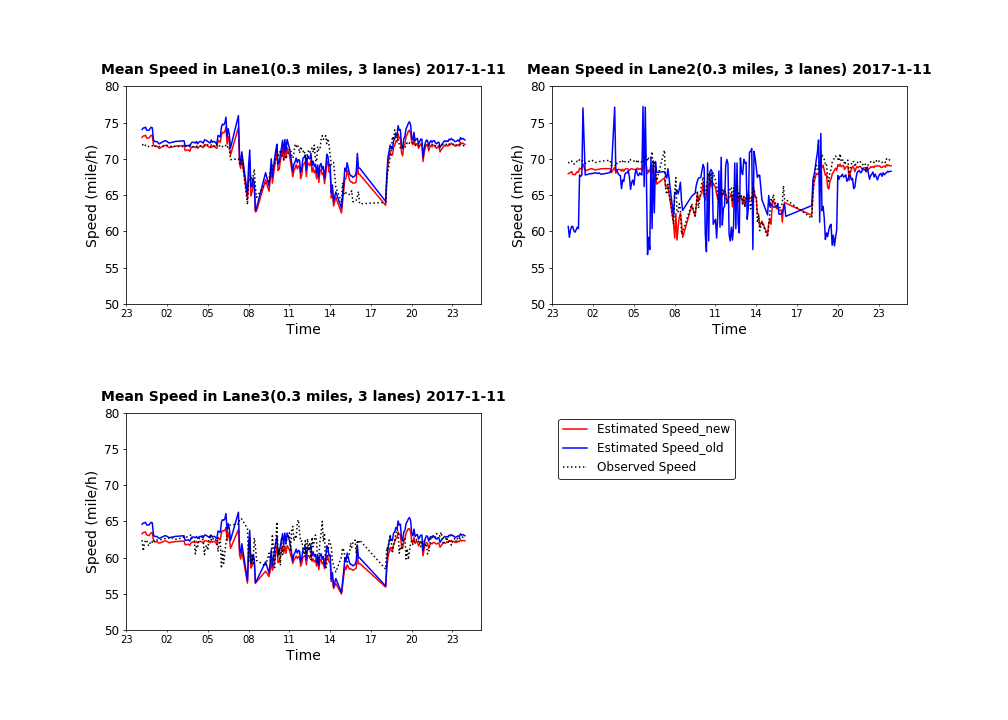 Mean Speed in Lane1(0.3 miles, 3 lanes) 2017-1-11
80
75
70
65
60
55
50
Speed (mile/h)
23 02 05 08 11 14 17 20 23
Time
Mean Speed in Lane2(0.3 miles, 3 lanes) 2017-1-11
80
75
70
65
60
55
50
Speed (mile/h)
23 02 05 08 11 14 17 20 23
Time
Mean Speed in Lane3(0.3 miles, 3 lanes) 2017-1-11
80
75
70
65
60
55
50
Speed (mile/h)
23 02 05 08 11 14 17 20 23
Time
Estimated Speed_new
Estimated Speed_old
Observed Speed